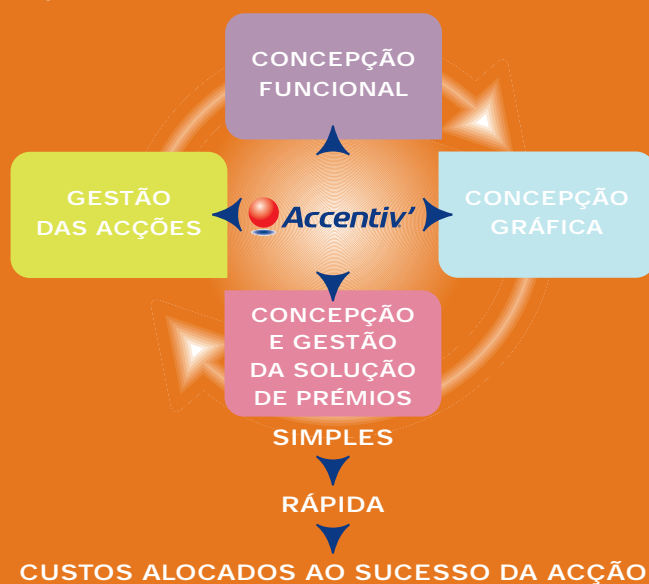 CONCEPÇÃO
FUNCIONAL
GESTÃO
DAS ACÇÕES
Accentiv'
CONCEPÇÃO
GRÁFICA
CONCEPÇÃO
E GESTÃO
DA SOLUÇÃO
DE PRÉMIOS
SIMPLES
RÁPIDA
CUSTOS ALOCADOS AO SUCESSO DA ACÇÃO